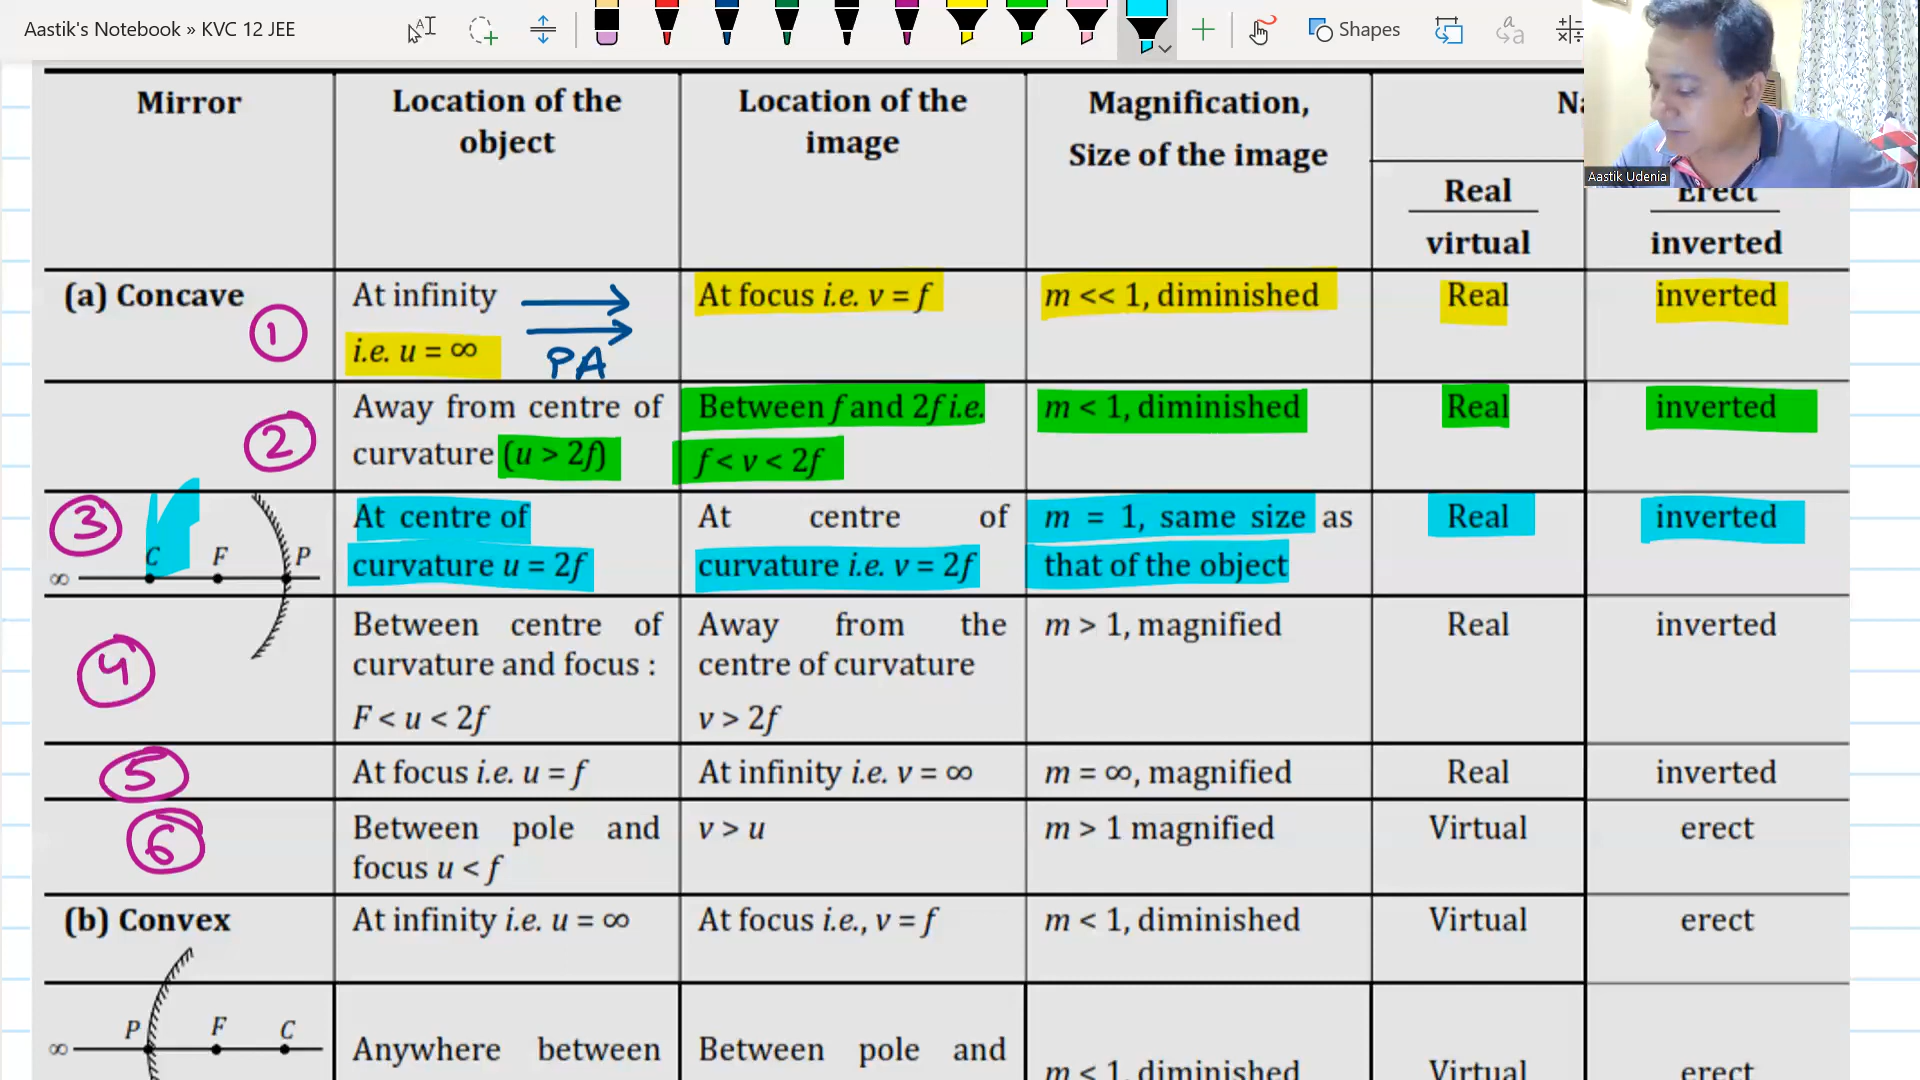 Aastik's Notebook » KVC 12 JEE
Shapes
Aastik Udenia
Mirror
Location of the object
Location of the image
Magnification,
Size of the image
Real
virtual
Erect
inverted
(a) Concave
1
At infinity
i.e. u = ∞
PA
At focus i.e. v = f
m << 1, diminished
Real
inverted
2
Away from centre of
curvature (u > 2f)
Between f and 2f i.e.
f < v < 2f
m < 1, diminished
Real
inverted
3
C F P
∞
At centre of
curvature u = 2f
At centre of
curvature i.e. v = 2f
m = 1, same size as
that of the object
Real
inverted
4
Between centre of
curvature and focus :
F < u < 2f
Away from the
centre of curvature
v > 2f
m > 1, magnified
Real
inverted
5
At focus i.e. u = f
At infinity i.e. v = ∞
m = ∞, magnified
Real
inverted
6
Between pole and
focus u < f
v > u
m > 1 magnified
Virtual
erect
(b) Convex
At infinity i.e. u = ∞
At focus i.e., v = f
m < 1, diminished
Virtual
erect
P F C
∞
Anywhere between
Between pole and
m < 1, diminished
Virtual
erect